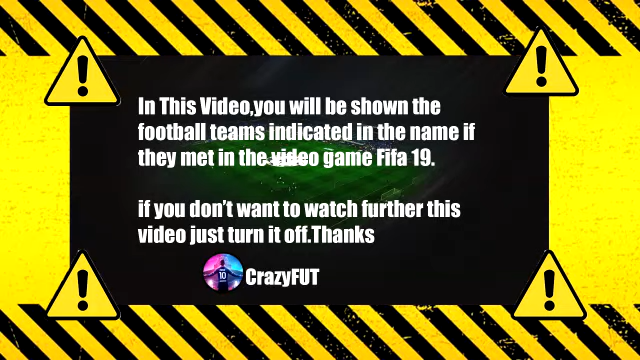 In This Video,you will be shown the
football teams indicated in the name if
they met in the video game Fifa 19.
if you don't want to watch further this
video just turn it off.Thanks
10
CrazyFUT